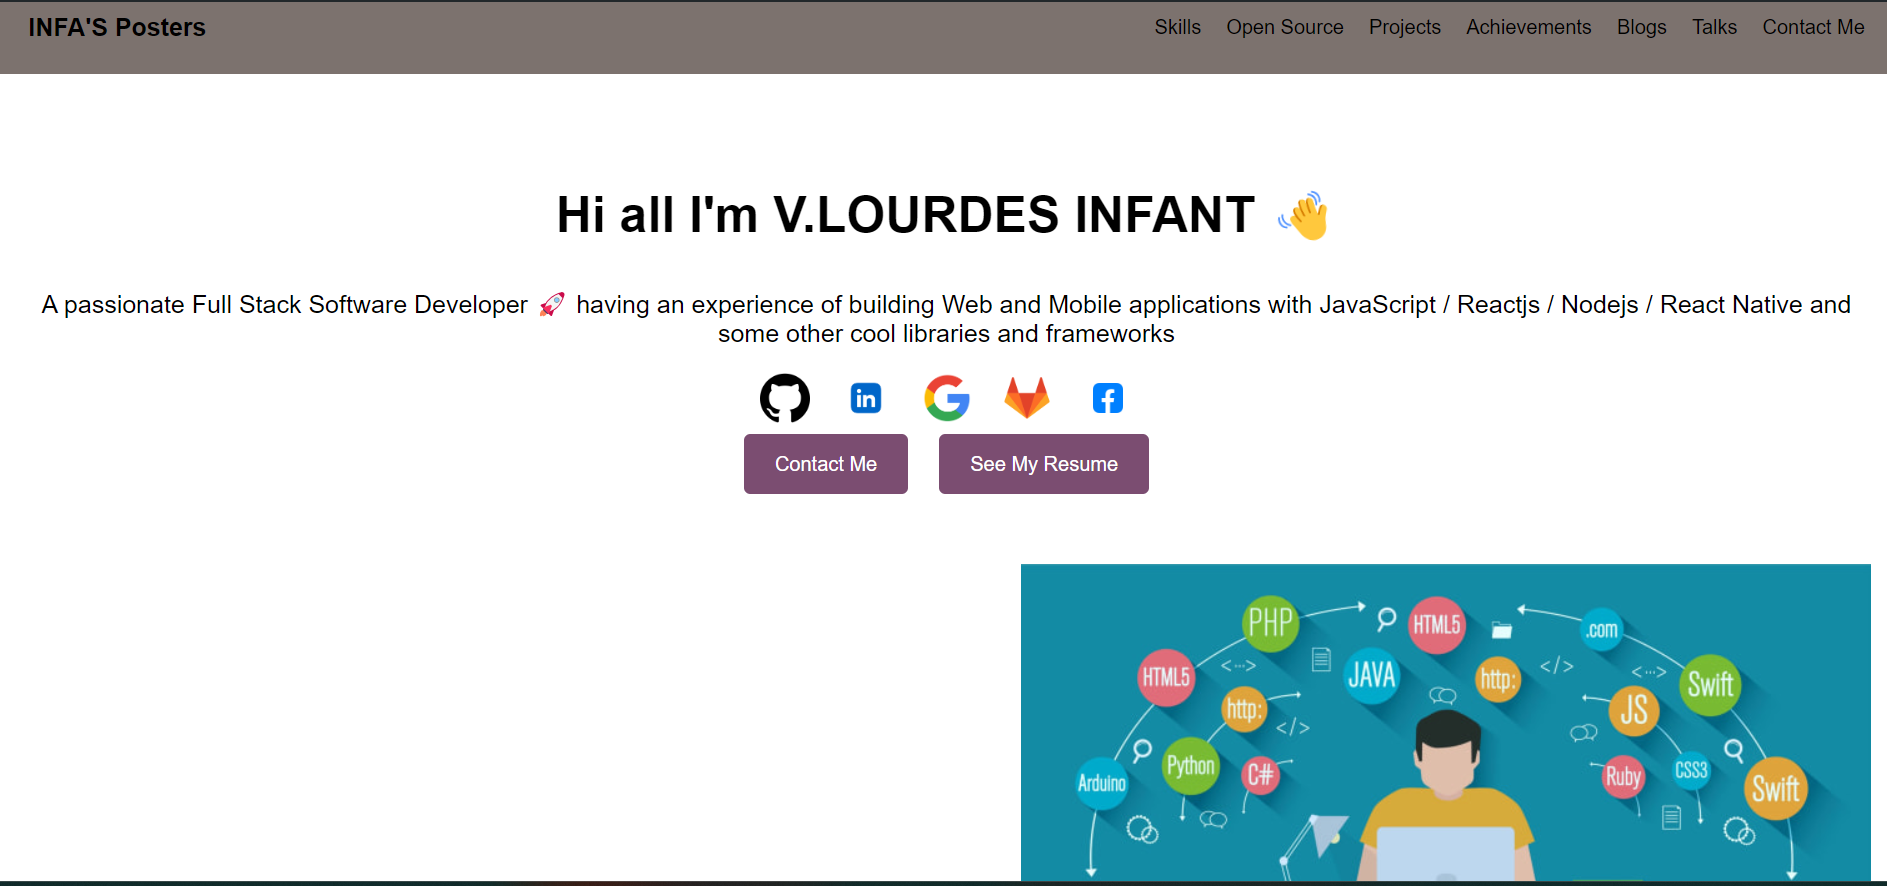 INFA'S Posters
Skills Open Source Projects Achievements Blogs Talks Contact Me
Hi all I'm V.LOURDES INFANT 👋
A passionate Full Stack Software Developer 🚀 having an experience of building Web and Mobile applications with JavaScript / Reactjs / Nodejs / React Native and
some other cool libraries and frameworks
in
Contact Me
See My Resume
PHP
HTML5
.com
HTML5
JAVA
http:
Swift
http:
JS
Python
C#
Ruby
CSS3
Arduino
Swift